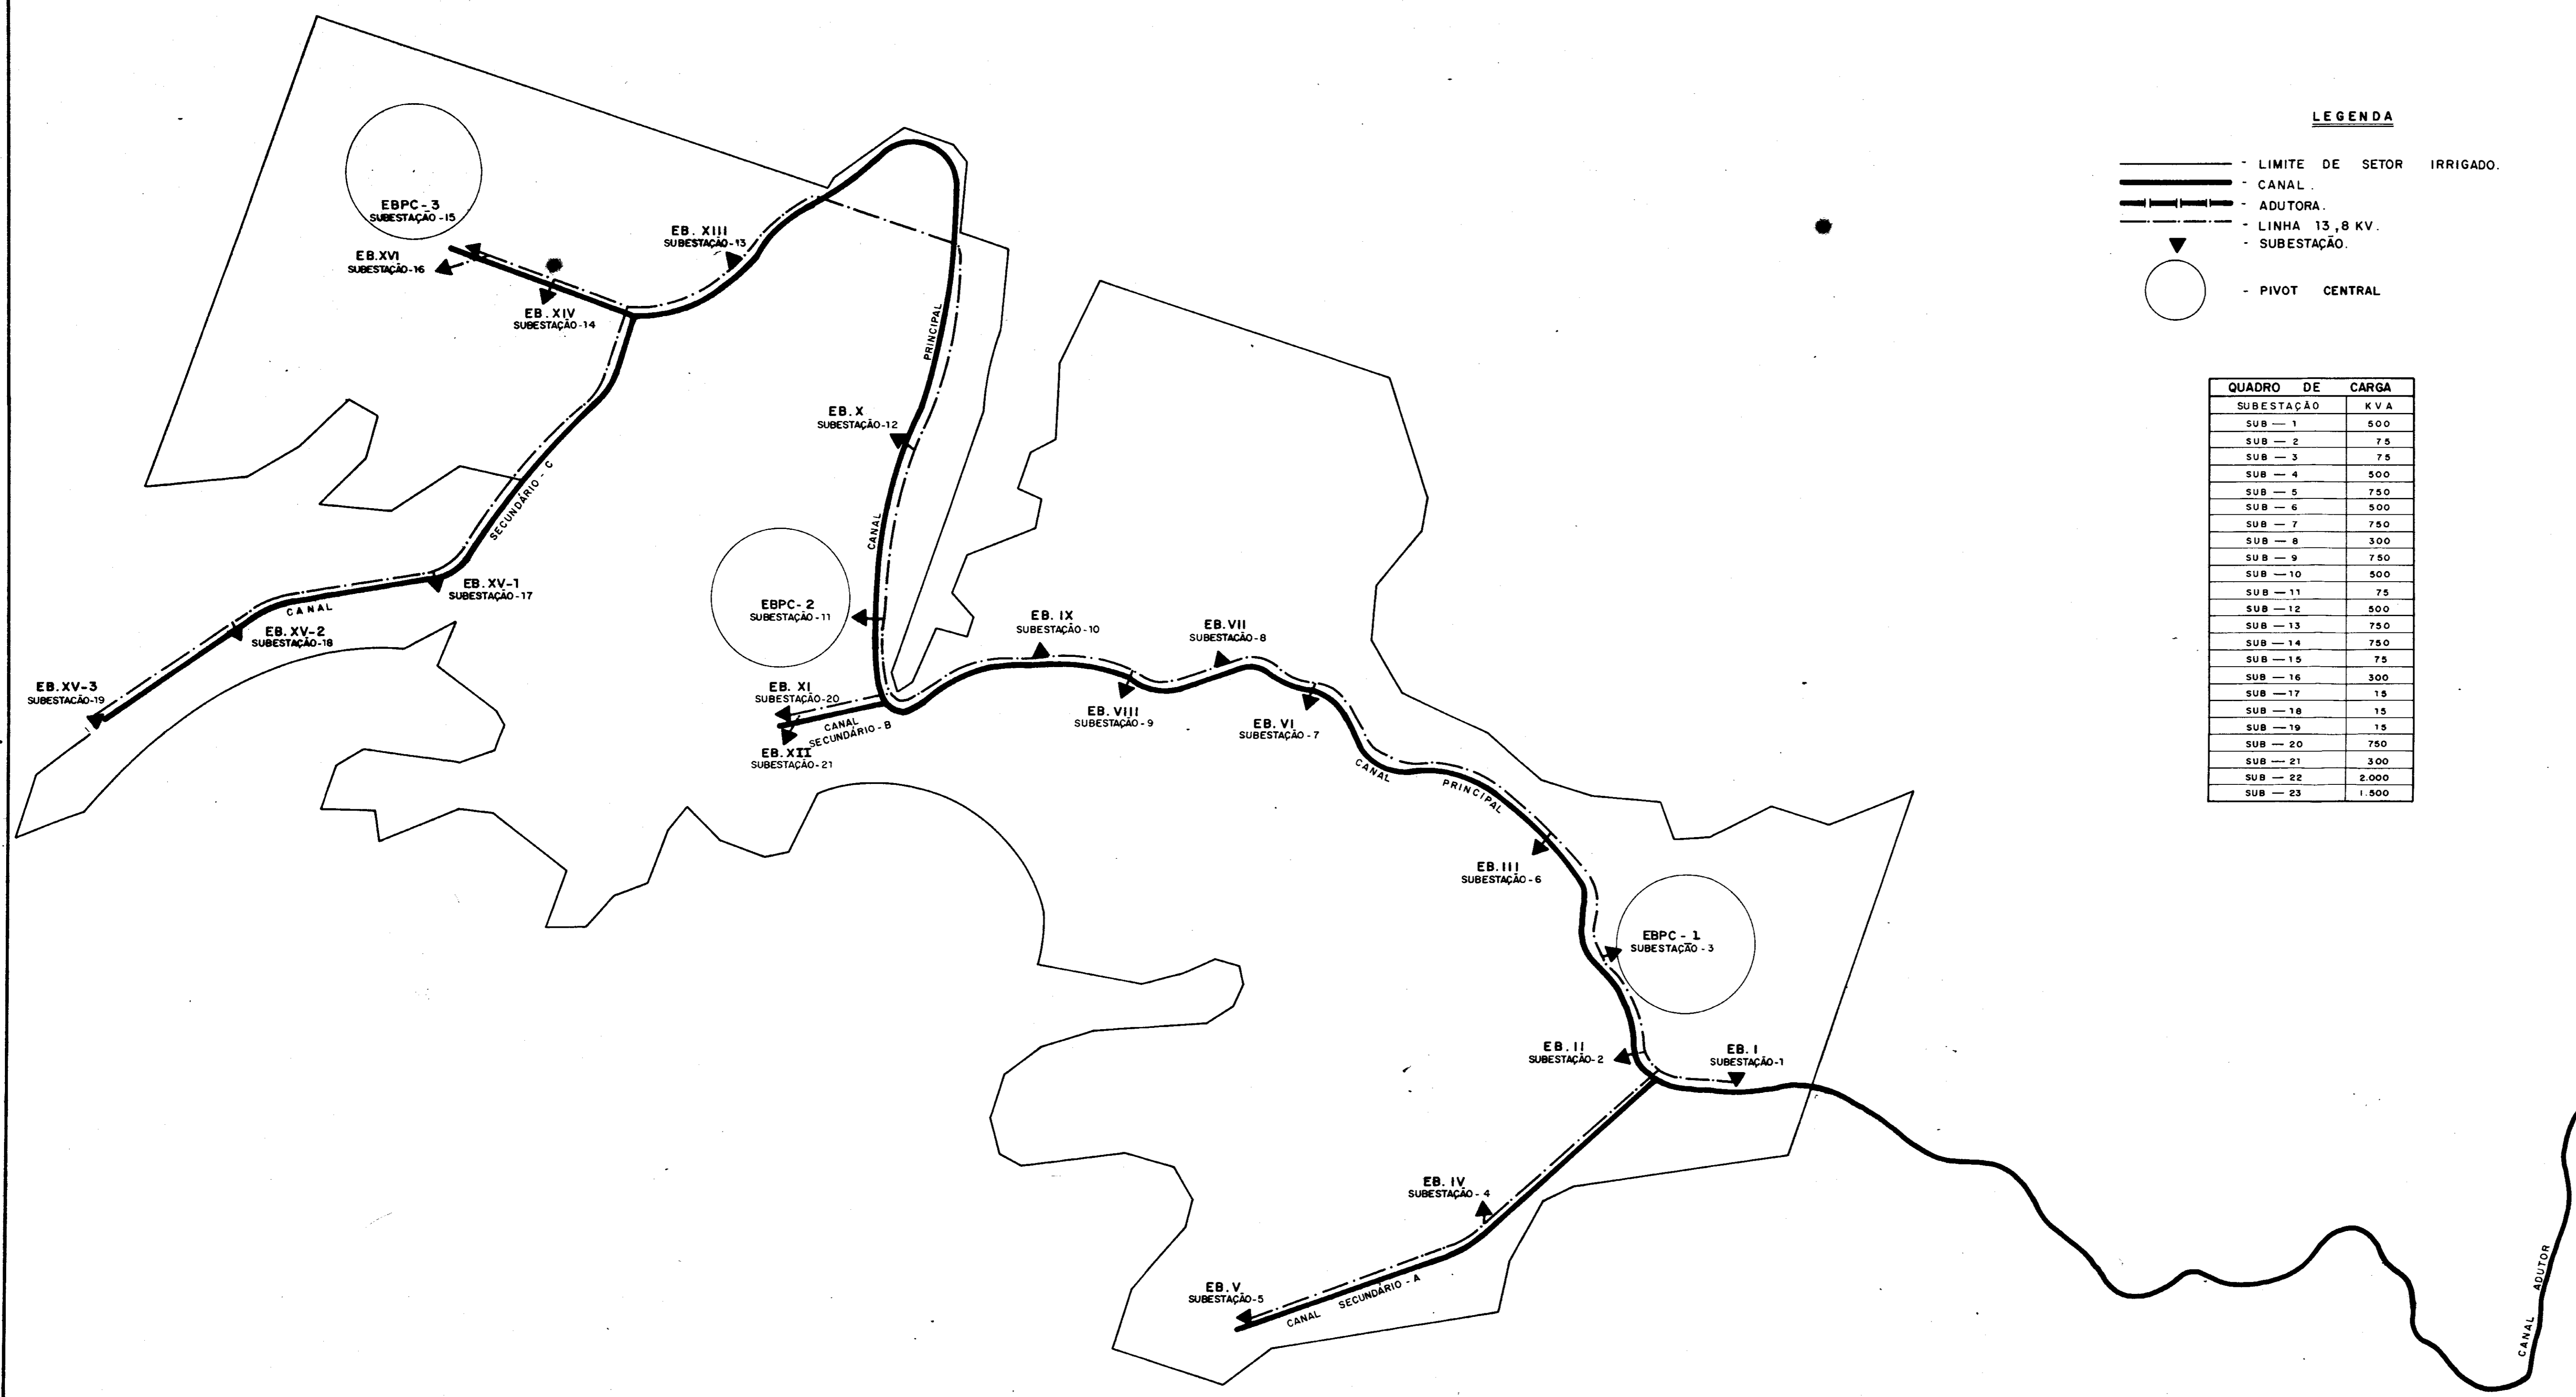 LEGENDA
- LIMITE DE SETOR IRRIGADO.
- CANAL.
- ADUTORA.
- LINHA 13,8 KV.
- SUBESTAÇÃO.
- PIVOT CENTRAL
QUADRO DE CARGA
SUBESTAÇÃO KVA
SUB — 1 500
SUB — 2 75
SUB — 3 75
SUB — 4 500
SUB — 5 750
SUB — 6 500
SUB — 7 750
SUB — 8 300
SUB — 9 750
SUB — 10 500
SUB — 11 75
SUB — 12 500
SUB — 13 750
SUB — 14 750
SUB — 15 75
SUB — 16 300
SUB — 17 15
SUB — 18 15
SUB — 19 15
SUB — 20 750
SUB — 21 300
SUB — 22 2.000
SUB — 23 1.500
EBPC-3
SUBESTAÇÃO-15
EB.XVI
SUBESTAÇÃO-16
EB. XIII
SUBESTAÇÃO-13
EB. XIV
SUBESTAÇÃO-14
PRINCIPAL
EB. X
SUBESTAÇÃO-12
SECUNDÁRIO - C
CANAL
EB. XV-1
SUBESTAÇÃO-17
CANAL
EB. XV-2
SUBESTAÇÃO-18
EB. XV-3
SUBESTACÃO-19
EBPC- 2
SUBESTAÇÃO-11
EB. IX
SUBESTAÇÃO-10
EB. VII
SUBESTAÇÃO-8
EB. XI
SUBESTAÇÃO-20
CANAL
SECUNDÁRIO-B
EB. XII
SUBESTAÇÃO-21
EB. VIII
SUBESTAÇÃO-9
EB. VI
SUBESTAÇÃO-7
CANAL PRINCIPAL
EB. III
SUBESTAÇÃO-6
EBPC - 1
SUBESTAÇÃO-3
EB. II
SUBESTAÇÃO-2
EB. I
SUBESTAÇÃO-1
EB. IV
SUBESTAÇÃO-4
EB. V
SUBESTAÇÃO-5
CANAL SECUNDÁRIO-A
CANAL ADUTOR